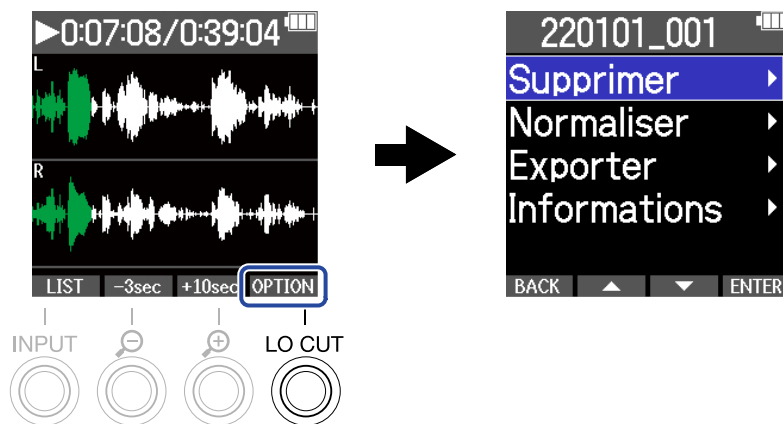 ▶0:07:08/0:39:04
L
R
LIST -3sec +10sec OPTION
INPUT LO CUT
220101_001
Supprimer
Normaliser
Exporter
Informations
BACK ▲ ▼ ENTER